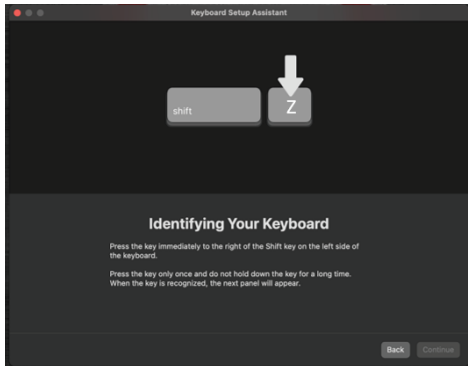 Keyboard Setup Assistant
shift Z
Identifying Your Keyboard
Press the key immediately to the right of the Shift key on the left side of
the keyboard.
Press the key only once and do not hold down the key for a long time.
When the key is recognized, the next panel will appear.
Back Continue